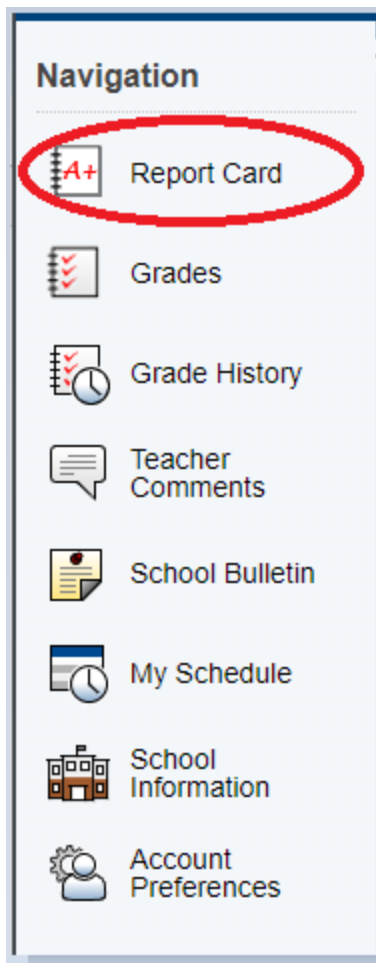 Navigation
A+
Report Card
Grades
Grade History
Teacher
Comments
School Bulletin
My Schedule
School
Information
Account
Preferences